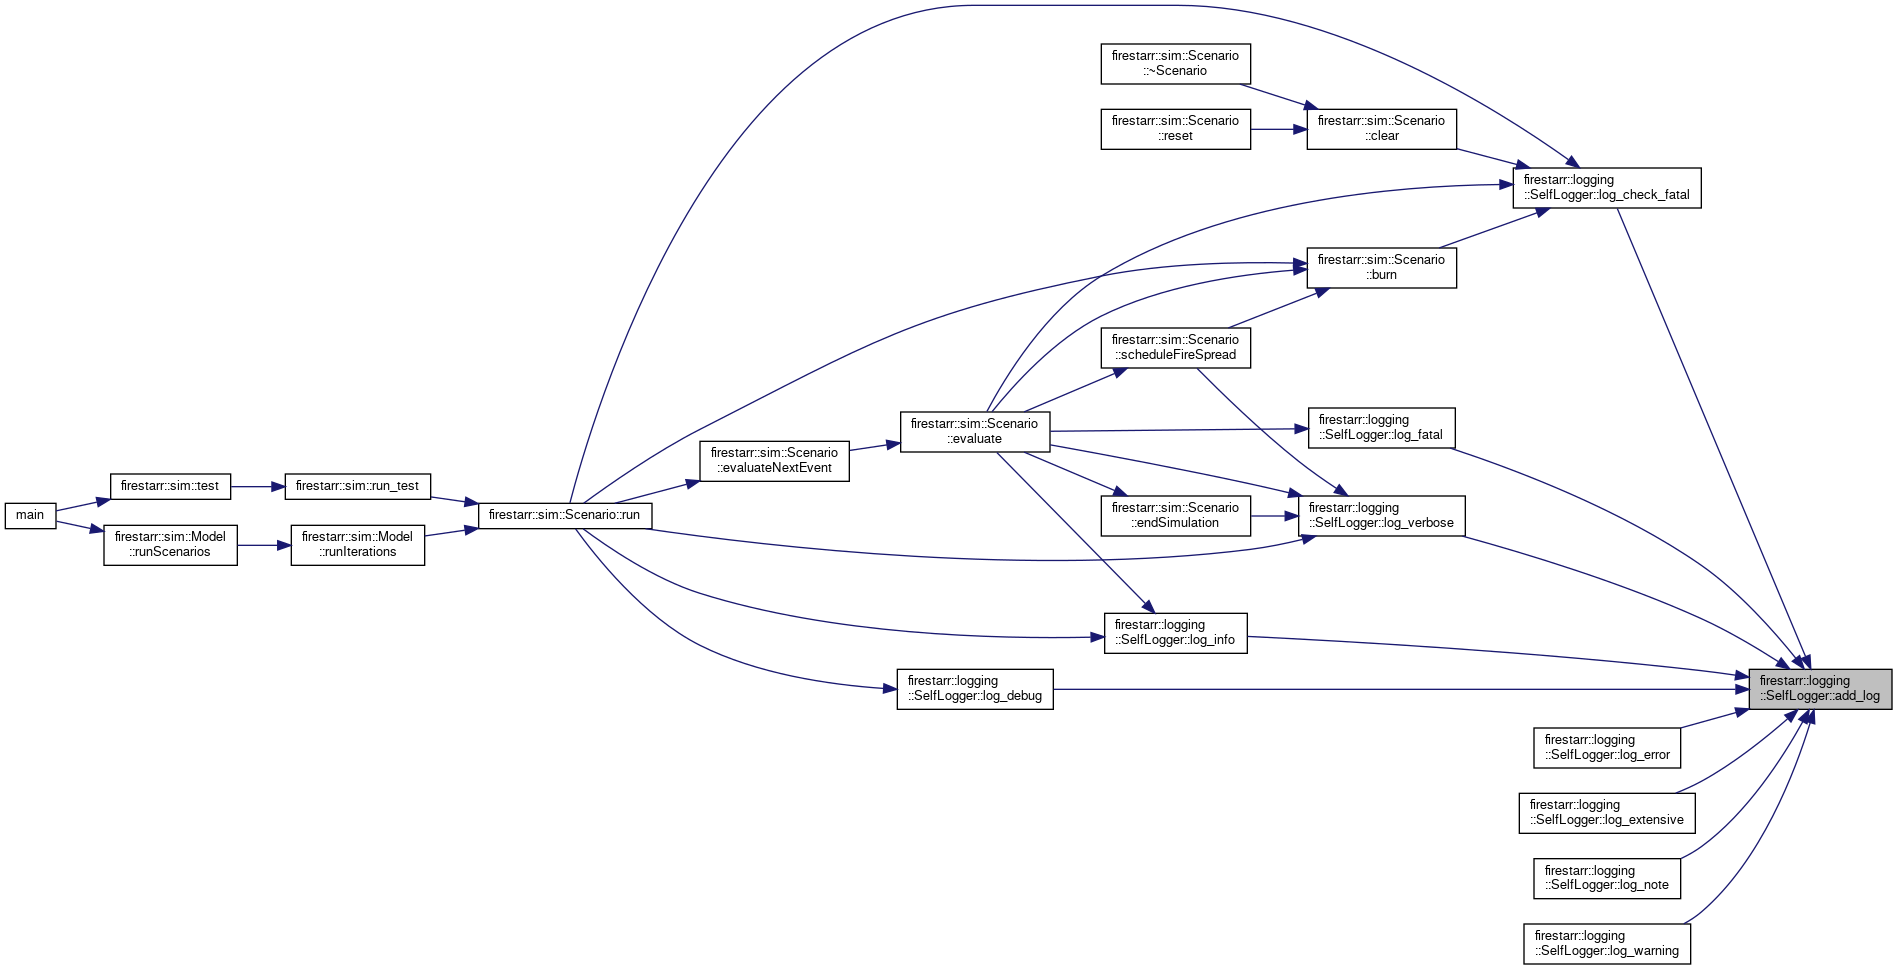 firestarr::sim::Scenario
::~Scenario
firestarr::sim::Scenario
::reset
firestarr::sim::Scenario
::clear
firestarr::logging
::SelfLogger::log_check_fatal
firestarr::sim::Scenario
::burn
firestarr::sim::Scenario
::scheduleFireSpread
firestarr::sim::Scenario
::evaluate
firestarr::logging
::SelfLogger::log_fatal
firestarr::sim::Scenario
::evaluateNextEvent
firestarr::sim::test
firestarr::sim::run_test
main
firestarr::sim::Scenario::run
firestarr::sim::Scenario
::endSimulation
firestarr::logging
::SelfLogger::log_verbose
firestarr::sim::Model
::runScenarios
firestarr::sim::Model
::runIterations
firestarr::logging
::SelfLogger::log_info
firestarr::logging
::SelfLogger::log_debug
firestarr::logging
::SelfLogger::add_log
firestarr::logging
::SelfLogger::log_error
firestarr::logging
::SelfLogger::log_extensive
firestarr::logging
::SelfLogger::log_note
firestarr::logging
::SelfLogger::log_warning